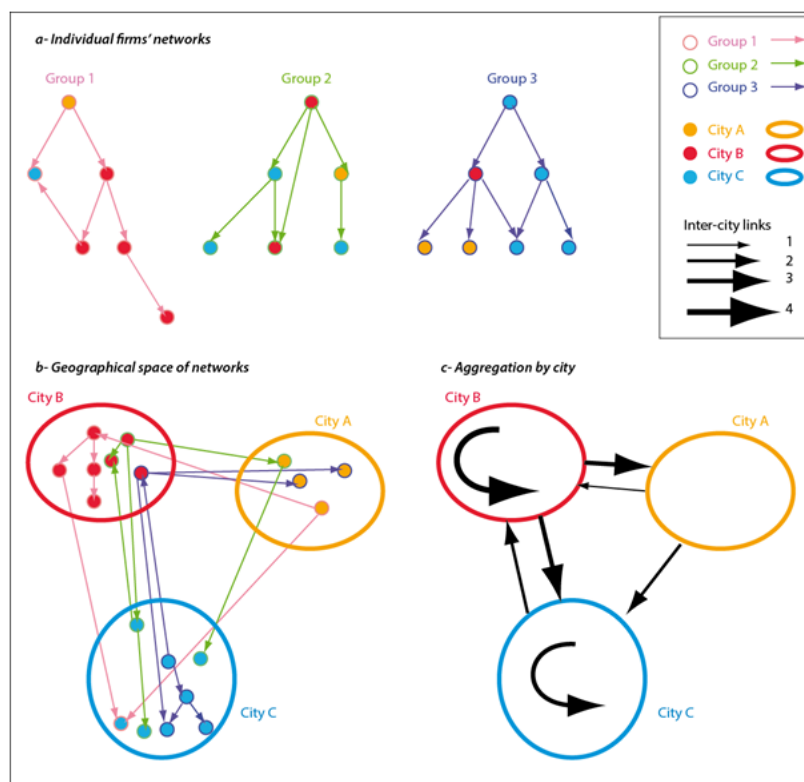 a- Individual firms' networks
Group 1
Group 2
Group 3
Group 1
Group 2
Group 3
City A
City B
City C
Inter-city links
1
2
3
4
b- Geographical space of networks
City B
City A
City C
c- Aggregation by city
City B
City A
City C